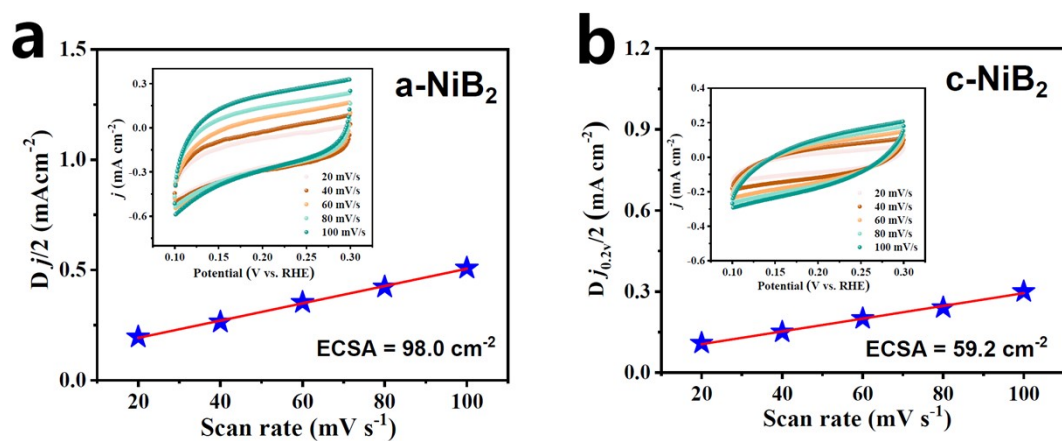 a
1.5
1.0
0.5
0.0
Dj/2 (mAcm⁻²)
a-NiB₂
0.3
0.0
-0.3
-0.6
j (mA cm⁻²)
20 mV/s
40 mV/s
60 mV/s
80 mV/s
100 mV/s
0.10 0.15 0.20 0.25 0.30
Potential (V vs. RHE)
ECSA = 98.0 cm⁻²
20 40 60 80 100
Scan rate (mV s⁻¹)
b
1.2
0.9
0.6
0.3
0.0
Dj₀.₂ᵥ/2 (mA cm⁻²)
c-NiB₂
0.4
0.2
0.0
-0.2
-0.4
-0.6
j (mA cm⁻²)
20 mV/s
40 mV/s
60 mV/s
80 mV/s
100 mV/s
0.10 0.15 0.20 0.25 0.30
Potential (V vs. RHE)
ECSA = 59.2 cm⁻²
20 40 60 80 100
Scan rate (mV s⁻¹)